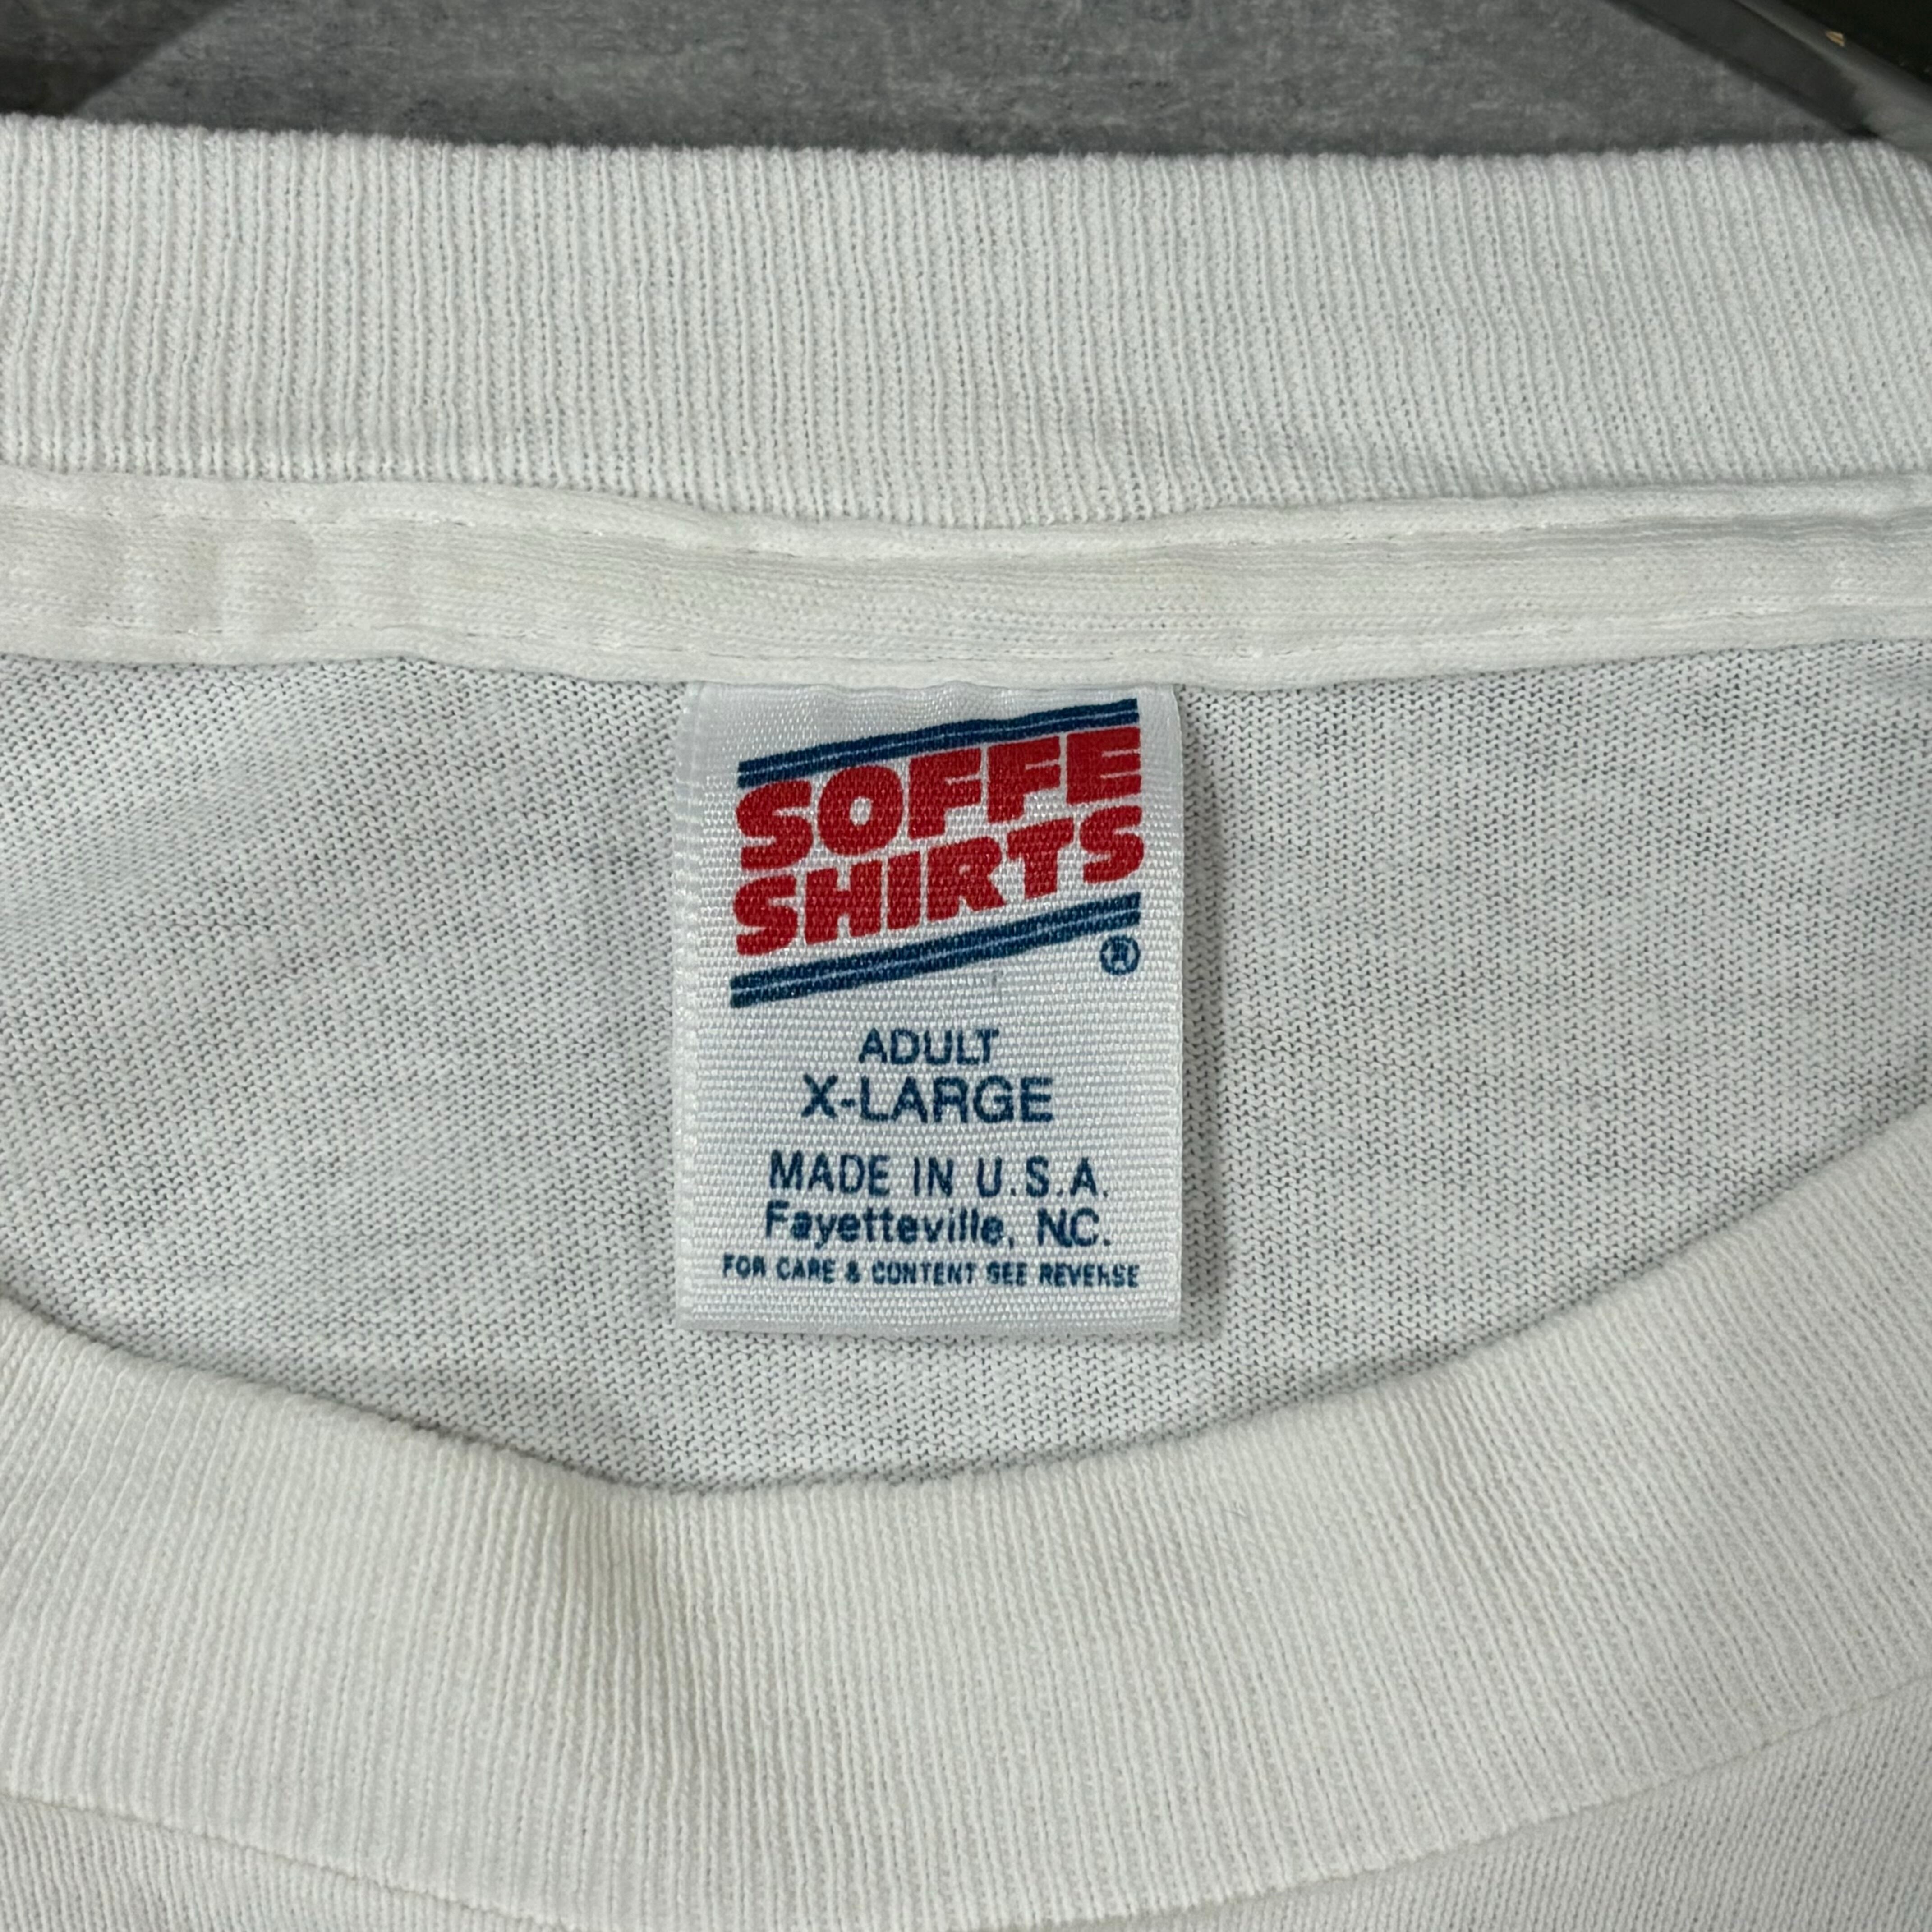 SOFFE
SHIRTS
®
ADULT
X-LARGE
MADE IN U.S.A.
Fayetteville, NC.
FOR CARE & CONTENT SEE REVERSE